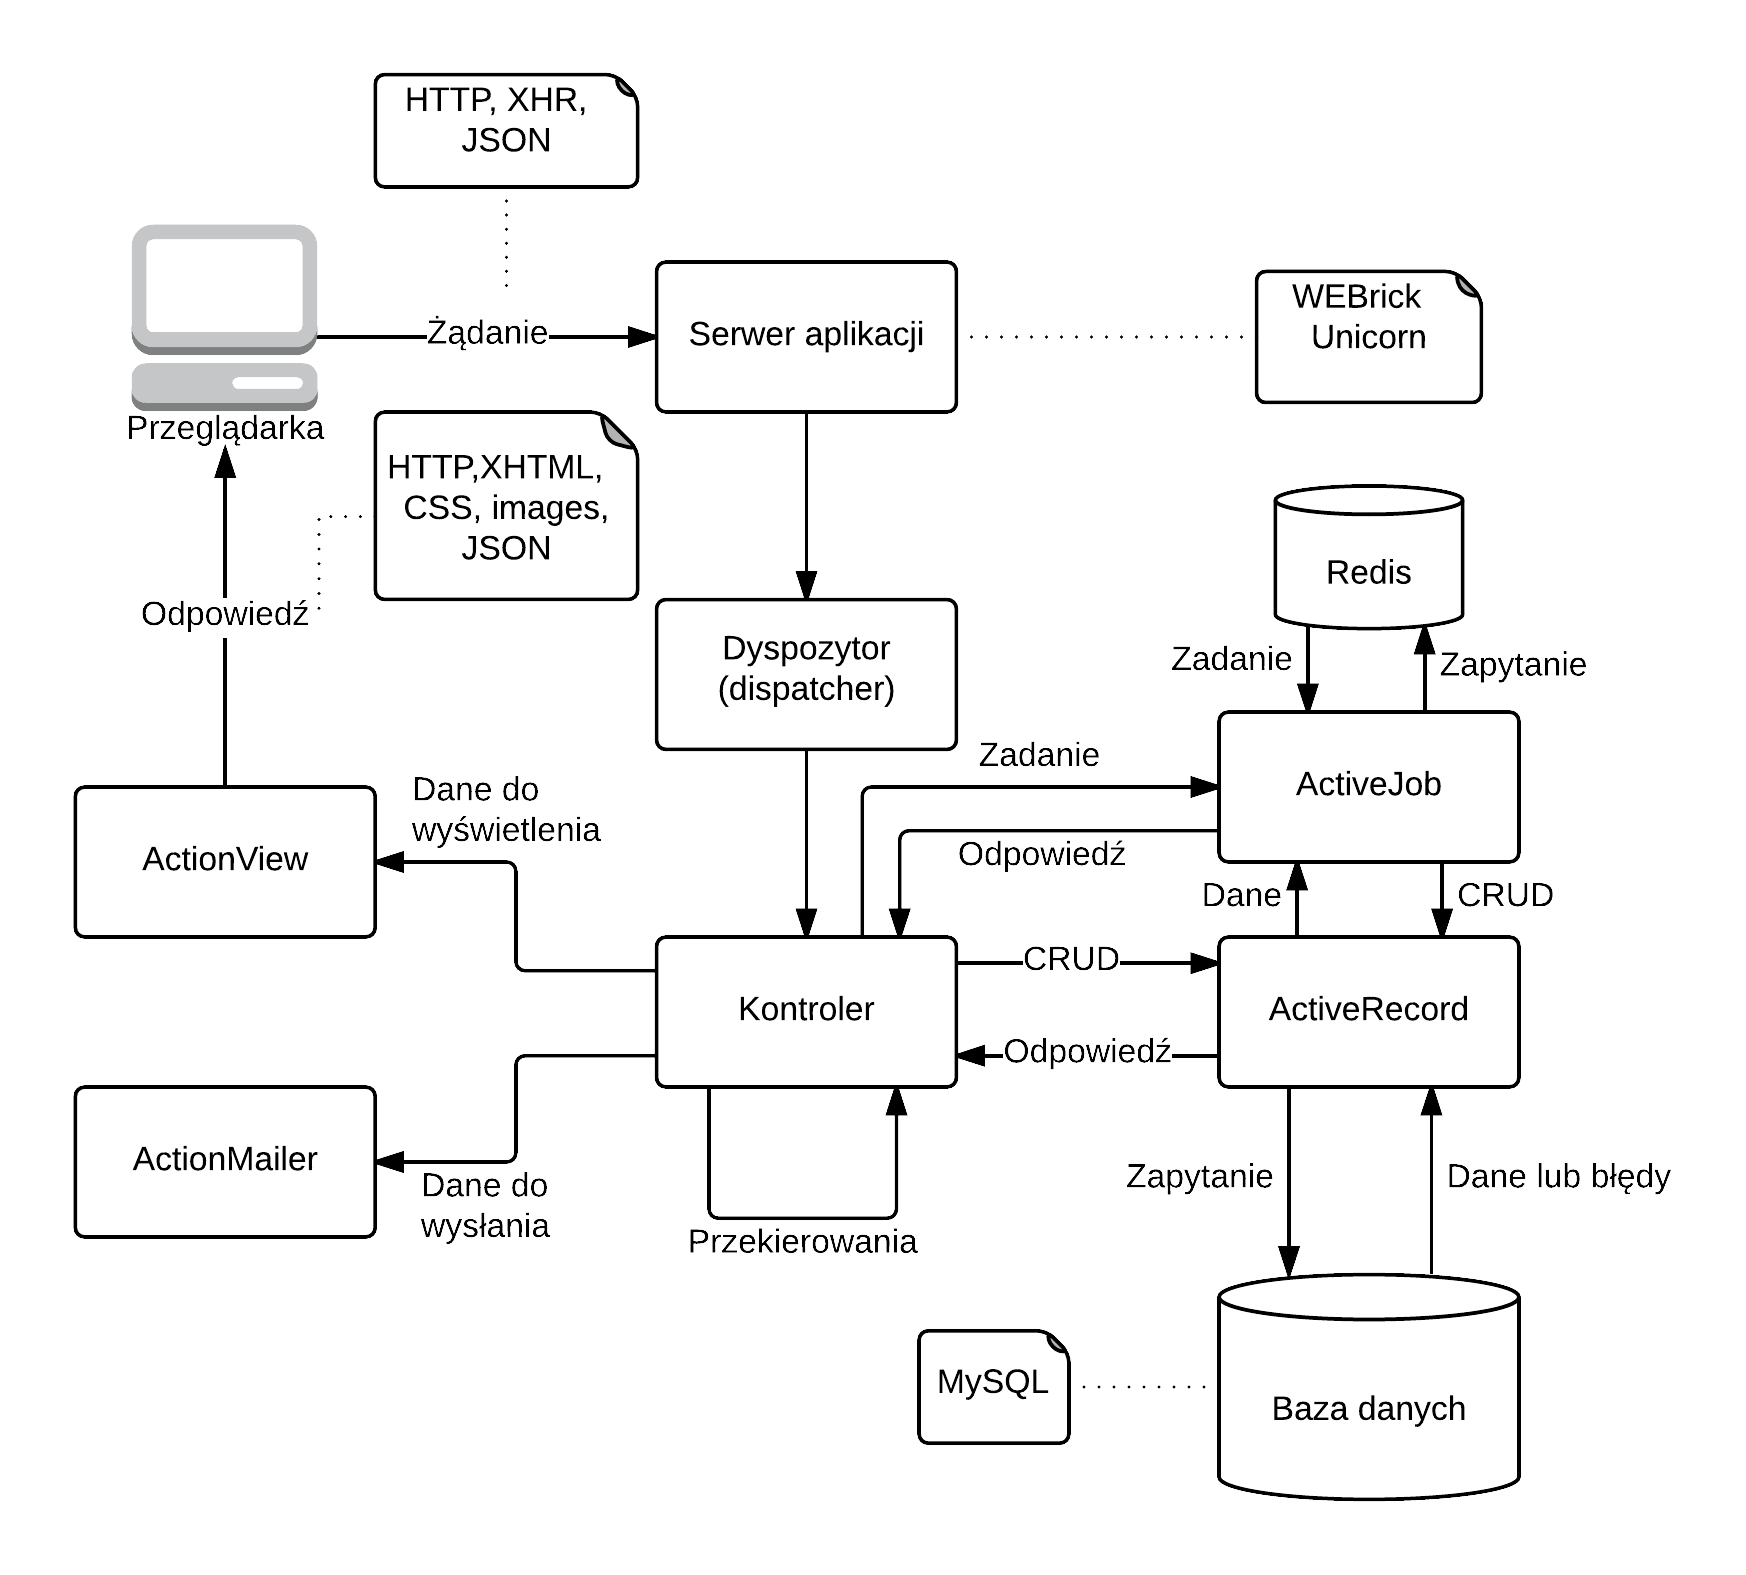 HTTP, XHR,
JSON
Żądanie
Serwer aplikacji
WEBrick
Unicorn
Przeglądarka
HTTP,XHTML,
CSS, images,
JSON
Odpowiedź
Redis
Dyspozytor
(dispatcher)
Zadanie
Zapytanie
Zadanie
ActiveJob
Dane do
wyświetlenia
ActionView
Odpowiedź
Dane
CRUD
CRUD
Kontroler
ActiveRecord
Odpowiedź
ActionMailer
Dane do
wysłania
Zapytanie
Dane lub błędy
Przekierowania
MySQL
Baza danych